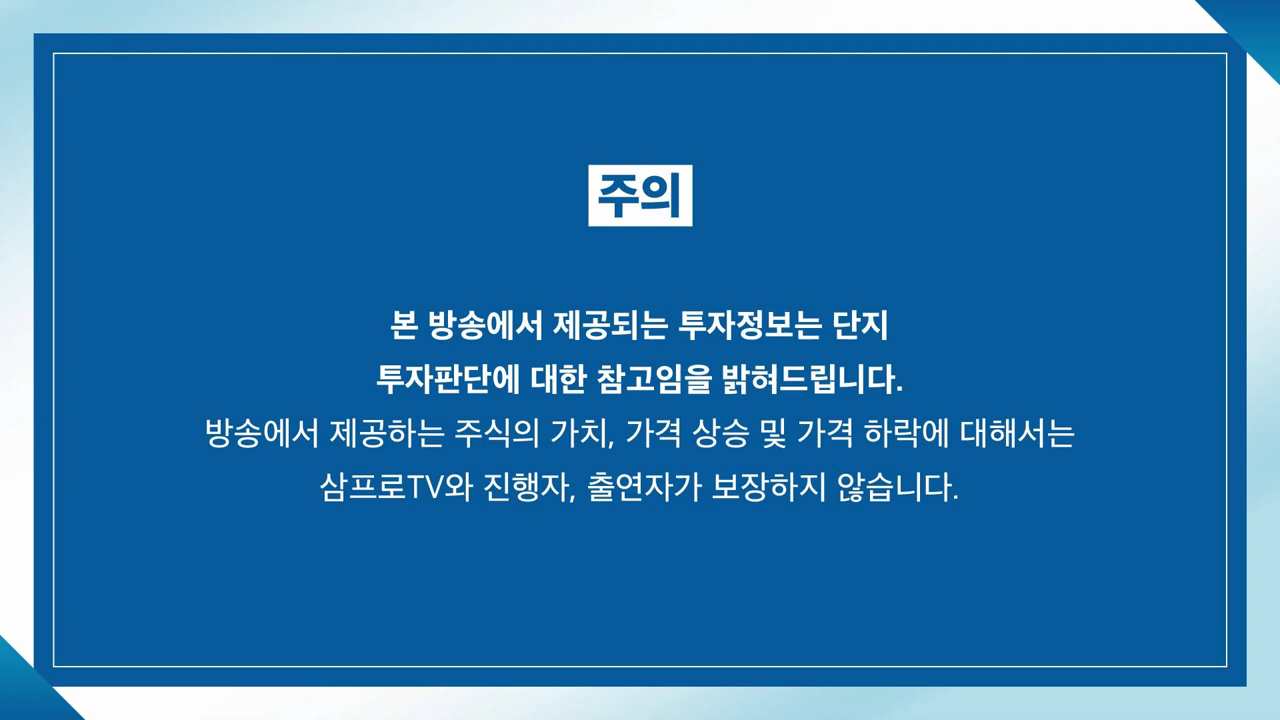 주의
본 방송에서 제공되는 투자정보는 단지
투자판단에 대한 참고임을 밝혀드립니다.
방송에서 제공하는 주식의 가치, 가격 상승 및 가격 하락에 대해서는
삼프로TV와 진행자, 출연자가 보장하지 않습니다.